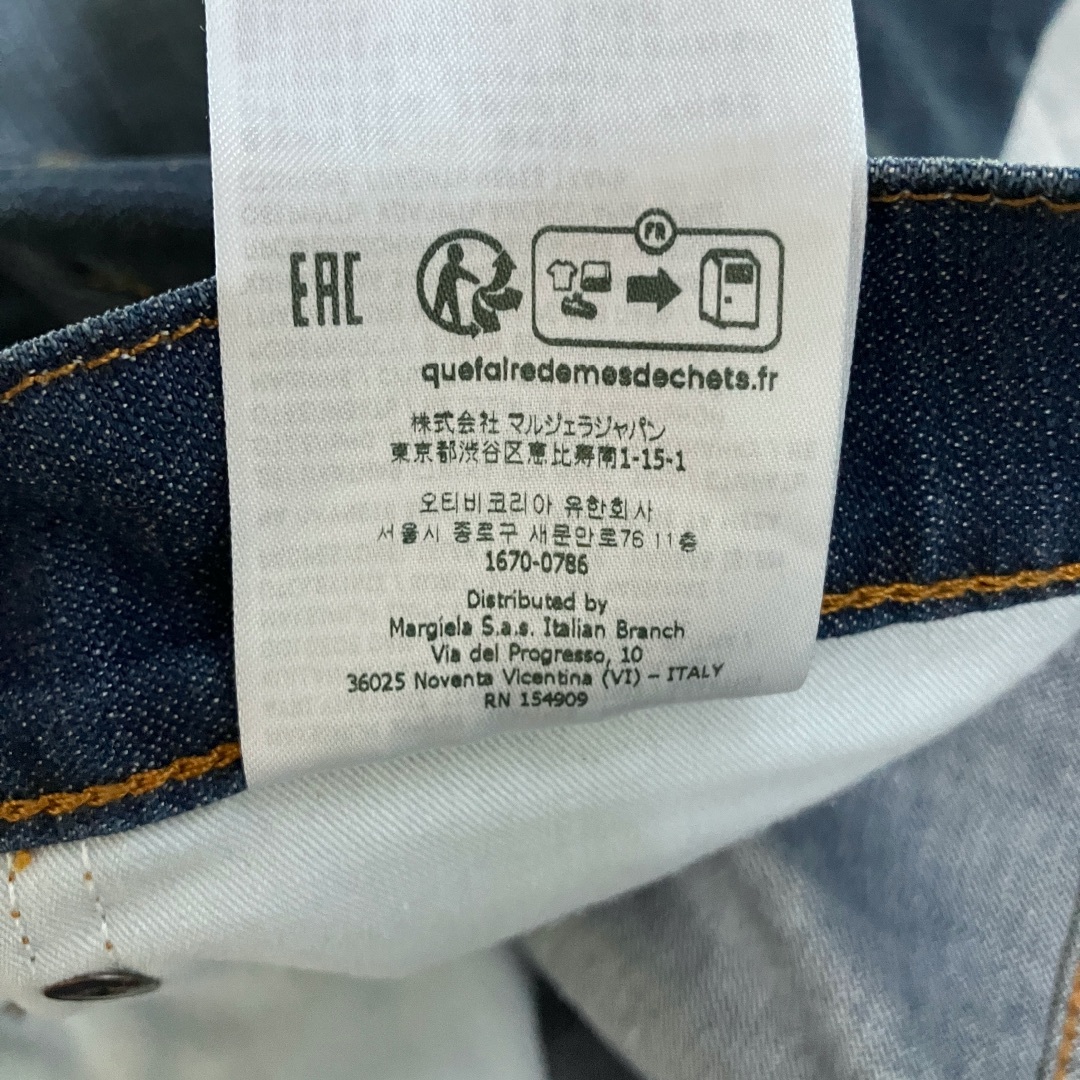 FR
EAC
quefairedemesdechets.fr
株式会社 マルジェラジャパン
東京都渋谷区恵比寿南1-15-1
오티비코리아 유한회사
서울시 종로구 새문안로76 11층
1670-0786
Distributed by
Margiela S.a.s. Italian Branch
Via del Progresso, 10
36025 Noventa Vicentina (VI) – ITALY
RN 154909